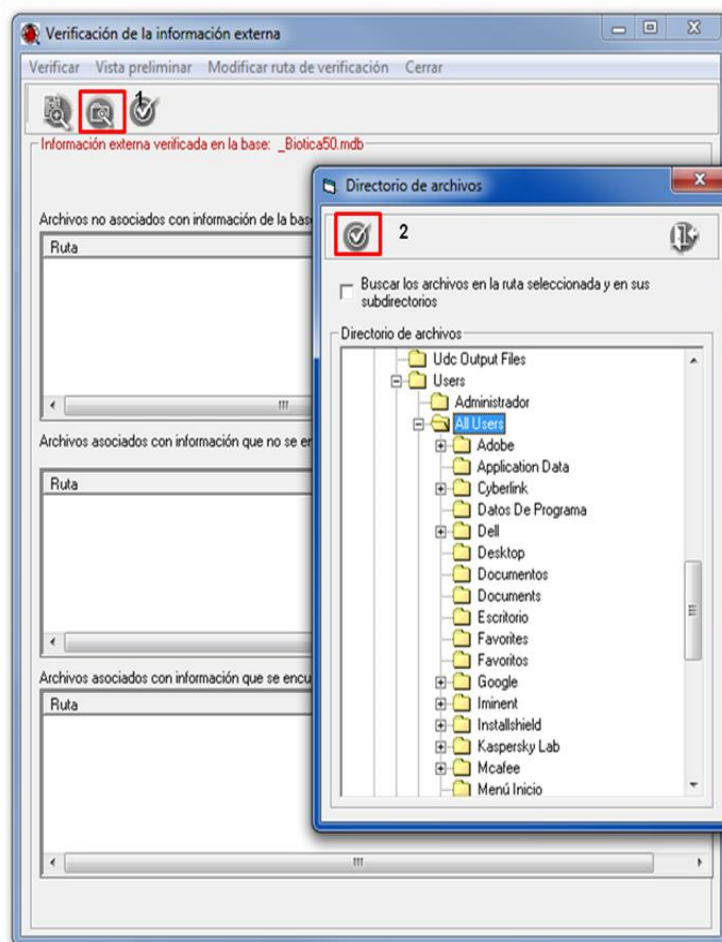 Verificación de la información externa
Verificar Vista preliminar Modificar ruta de verificación Cerrar
1
Información externa verificada en la base: _Biotica50.mdb
Archivos no asociados con información de la bas
Ruta
Archivos asociados con información que no se en
Ruta
Archivos asociados con información que se encu
Ruta
Directorio de archivos
2
Buscar los archivos en la ruta seleccionada y en sus
subdirectorios
Directorio de archivos
Udc Output Files
Users
Administrador
All Users
Adobe
Application Data
Cyberlink
Datos De Programa
Dell
Desktop
Documentos
Documents
Escritorio
Favorites
Favoritos
Google
Iminent
Installshield
Kaspersky Lab
Mcafee
Menú Inicio